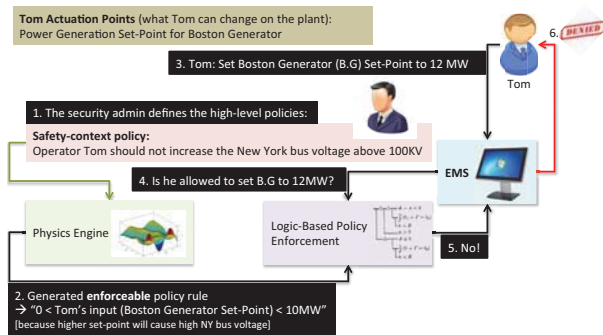 Tom Actuation Points (what Tom can change on the plant):
Power Generation Set-Point for Boston Generator
6.
DENIED
3. Tom: Set Boston Generator (B.G) Set-Point to 12 MW
Tom
1. The security admin defines the high-level policies:
Safety-context policy:
Operator Tom should not increase the New York bus voltage above 100KV
4. Is he allowed to set B.G to 12MW?
EMS
Physics Engine
Logic-Based Policy
Enforcement
5. No!
2. Generated enforceable policy rule
→ “0 < Tom’s input (Boston Generator Set-Point) < 10MW”
[because higher set-point will cause high NY bus voltage]